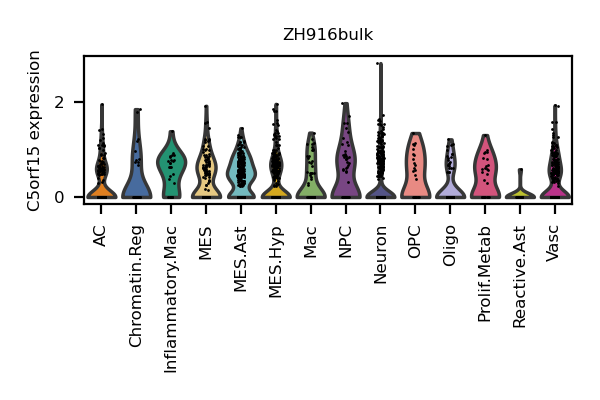 ZH916bulk
C5orf15 expression
2
0
AC
Chromatin.Reg
Inflammatory.Mac
MES
MES.Ast
MES.Hyp
Mac
NPC
Neuron
OPC
Oligo
Prolif.Metab
Reactive.Ast
Vasc